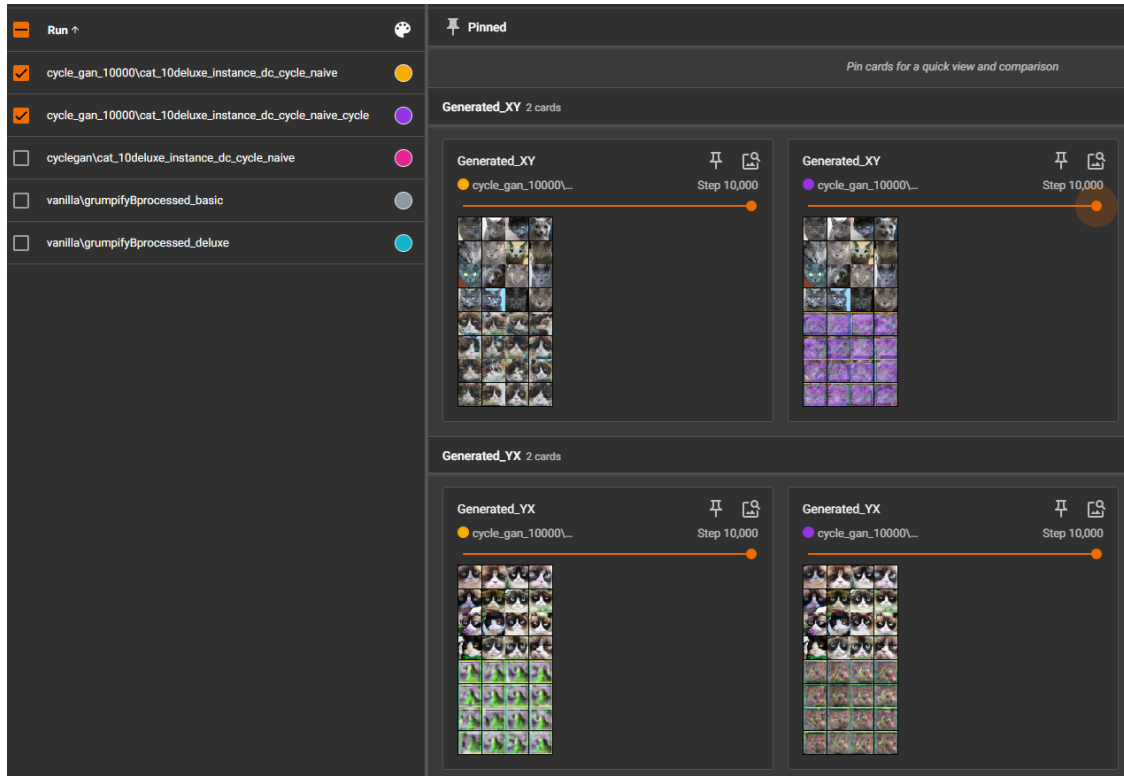 Run ↑
cycle_gan_10000\cat_10deluxe_instance_dc_cycle_naive
cycle_gan_10000\cat_10deluxe_instance_dc_cycle_naive_cycle
cyclegan\cat_10deluxe_instance_dc_cycle_naive
vanilla\grumpifyBprocessed_basic
vanilla\grumpifyBprocessed_deluxe
Pinned
Pin cards for a quick view and comparison
Generated_XY 2 cards
Generated_XY
cycle_gan_10000\... Step 10,000
Generated_XY
cycle_gan_10000\... Step 10,000
Generated_YX 2 cards
Generated_YX
cycle_gan_10000\... Step 10,000
Generated_YX
cycle_gan_10000\... Step 10,000